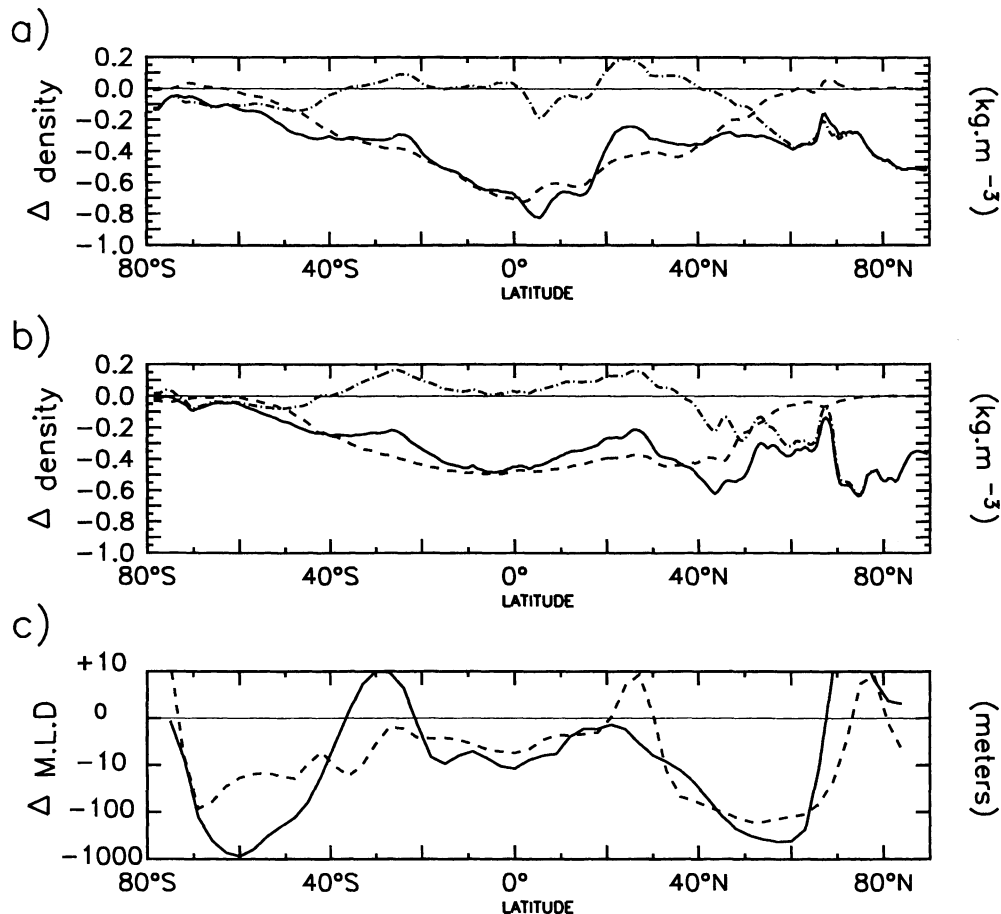 a)
0.2
0.0
-0.2
-0.4
-0.6
-0.8
-1.0
Δ density
(kg.m -3)
80°S 40°S 0° 40°N 80°N
LATITUDE
b)
0.2
0.0
-0.2
-0.4
-0.6
-0.8
-1.0
Δ density
(kg.m -3)
80°S 40°S 0° 40°N 80°N
LATITUDE
c)
+10
0
-10
-100
-1000
Δ M.L.D
(meters)
80°S 40°S 0° 40°N 80°N
LATITUDE